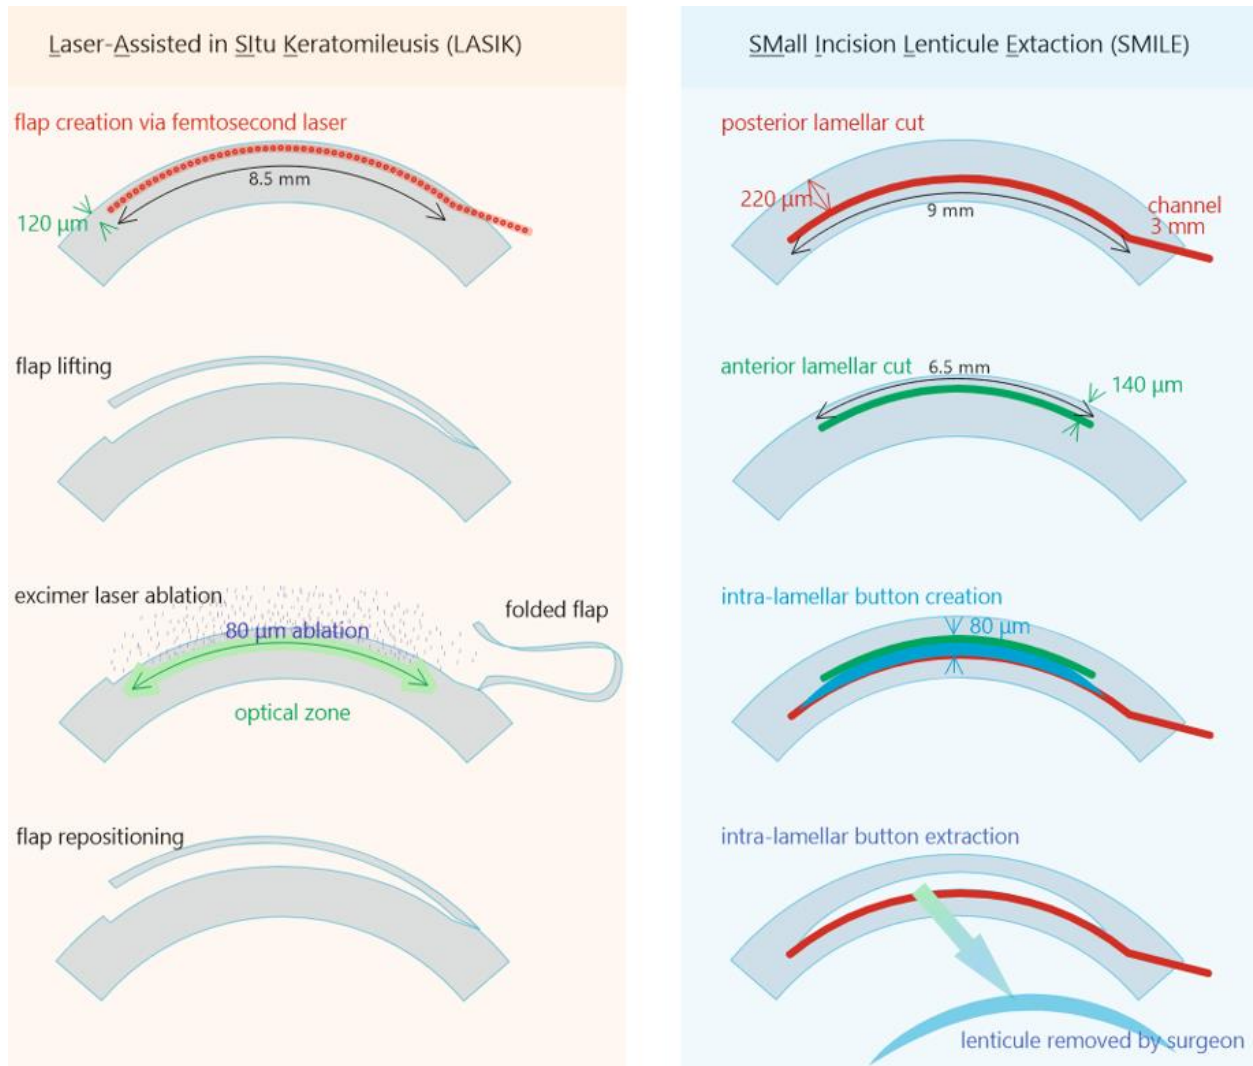 Laser-Assisted in SItu Keratomileusis (LASIK)
flap creation via femtosecond laser
8.5 mm
120 µm
flap lifting
excimer laser ablation
80 µm ablation
folded flap
optical zone
flap repositioning
SMall Incision Lenticule Extaction (SMILE)
posterior lamellar cut
220 µm
9 mm
channel
3 mm
anterior lamellar cut
6.5 mm
140 µm
intra-lamellar button creation
80 µm
intra-lamellar button extraction
lenticule removed by surgeon